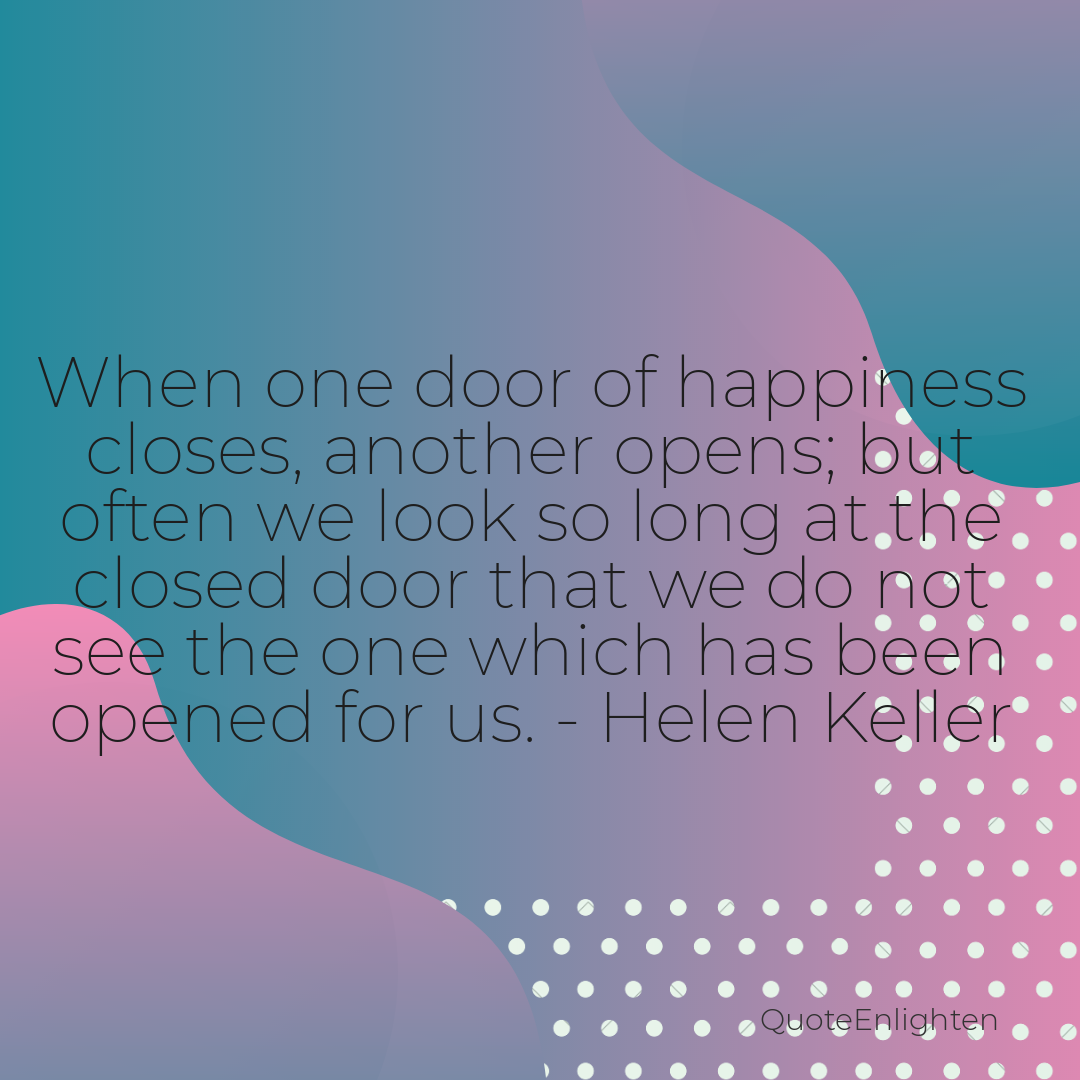 When one door of happiness
closes, another opens; but
often we look so long at the
closed door that we do not
see the one which has been
opened for us. - Helen Keller
QuoteEnlighten